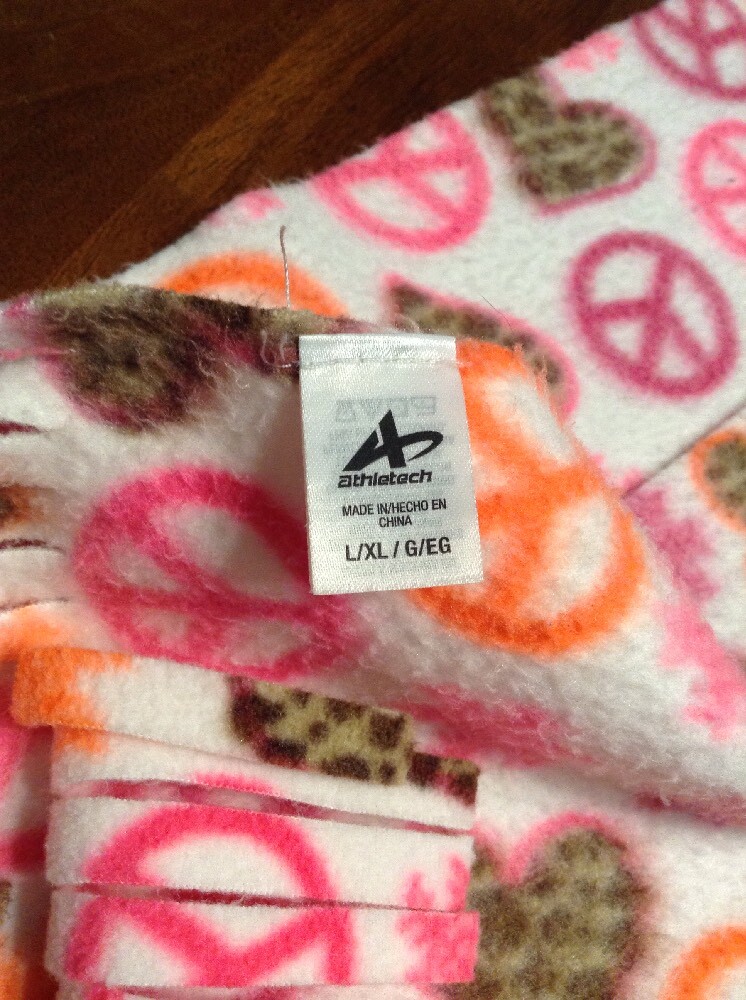 athletech
MADE IN/HECHO EN
CHINA
L/XL / G/EG